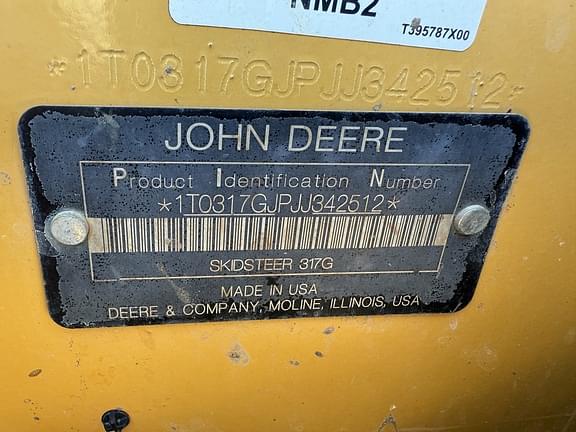 NMB2
T395787X00
*1T0317GJPJJ342512*
JOHN DEERE
Product Identification Number
*1T0317GJPJJ342512*
SKIDSTEER 317G
MADE IN USA
DEERE & COMPANY, MOLINE, ILLINOIS, USA